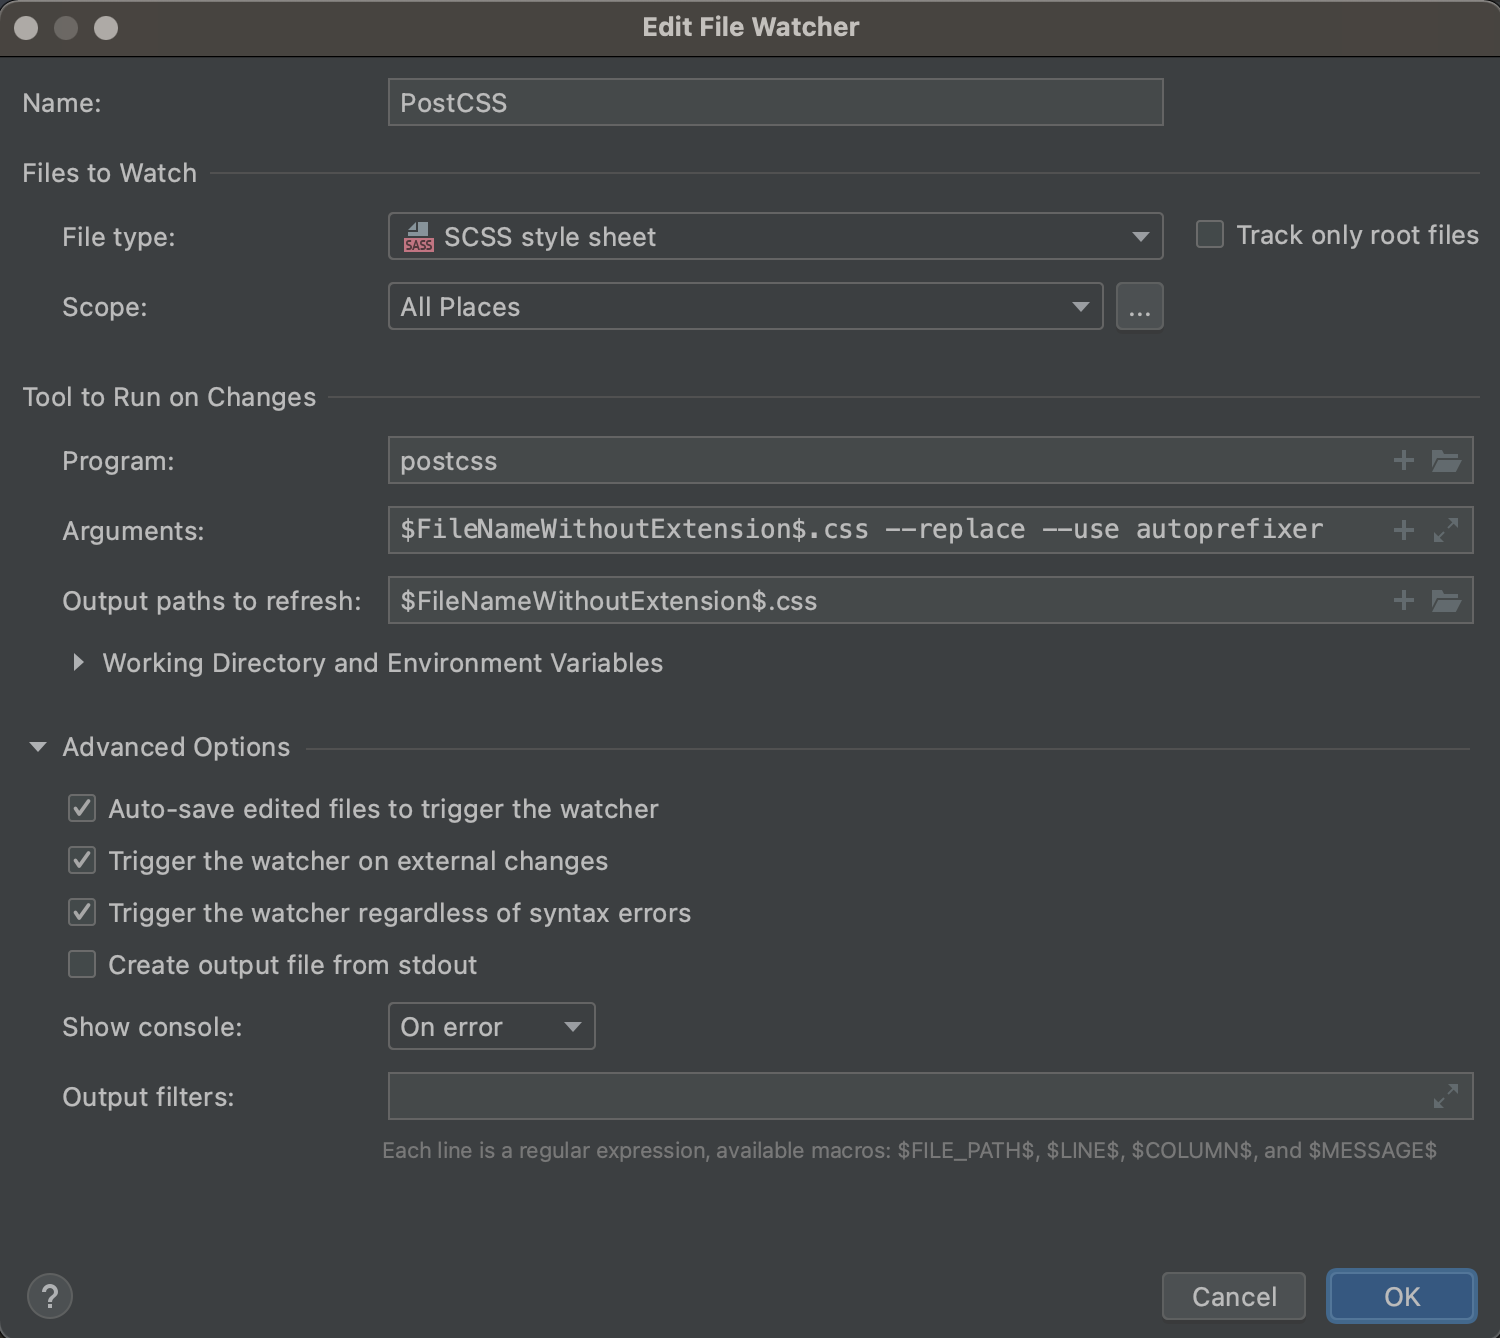 Edit File Watcher
Name: PostCSS
Files to Watch
File type: SASS SCSS style sheet Track only root files
Scope: All Places ...
Tool to Run on Changes
Program: postcss
Arguments: $FileNameWithoutExtension$.css --replace --use autoprefixer
Output paths to refresh: $FileNameWithoutExtension$.css
Working Directory and Environment Variables
Advanced Options
Auto-save edited files to trigger the watcher
Trigger the watcher on external changes
Trigger the watcher regardless of syntax errors
Create output file from stdout
Show console: On error
Output filters:
Each line is a regular expression, available macros: $FILE_PATH$, $LINE$, $COLUMN$, and $MESSAGE$
? Cancel OK